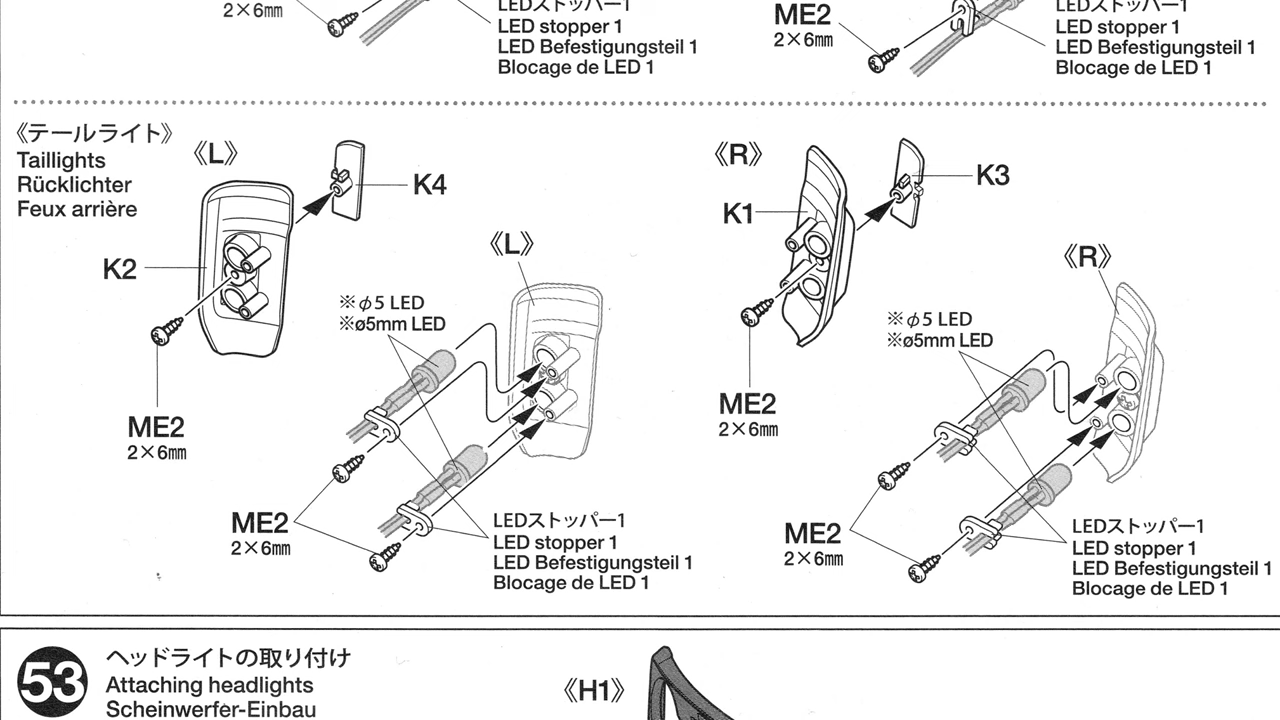 2×6mm
LEDストッパー1
LED stopper 1
LED Befestigungsteil 1
Blocage de LED 1
ME2
2×6mm
LEDストッパー1
LED stopper 1
LED Befestigungsteil 1
Blocage de LED 1
《テールライト》
Taillights
Rücklichter
Feux arrière
《L》
K4
K2
ME2
2×6mm
《L》
※φ5 LED
※ø5mm LED
ME2
2×6mm
LEDストッパー1
LED stopper 1
LED Befestigungsteil 1
Blocage de LED 1
《R》
K3
K1
ME2
2×6mm
《R》
※φ5 LED
※ø5mm LED
ME2
2×6mm
LEDストッパー1
LED stopper 1
LED Befestigungsteil 1
Blocage de LED 1
53
ヘッドライトの取り付け
Attaching headlights
Scheinwerfer-Einbau
《H1》